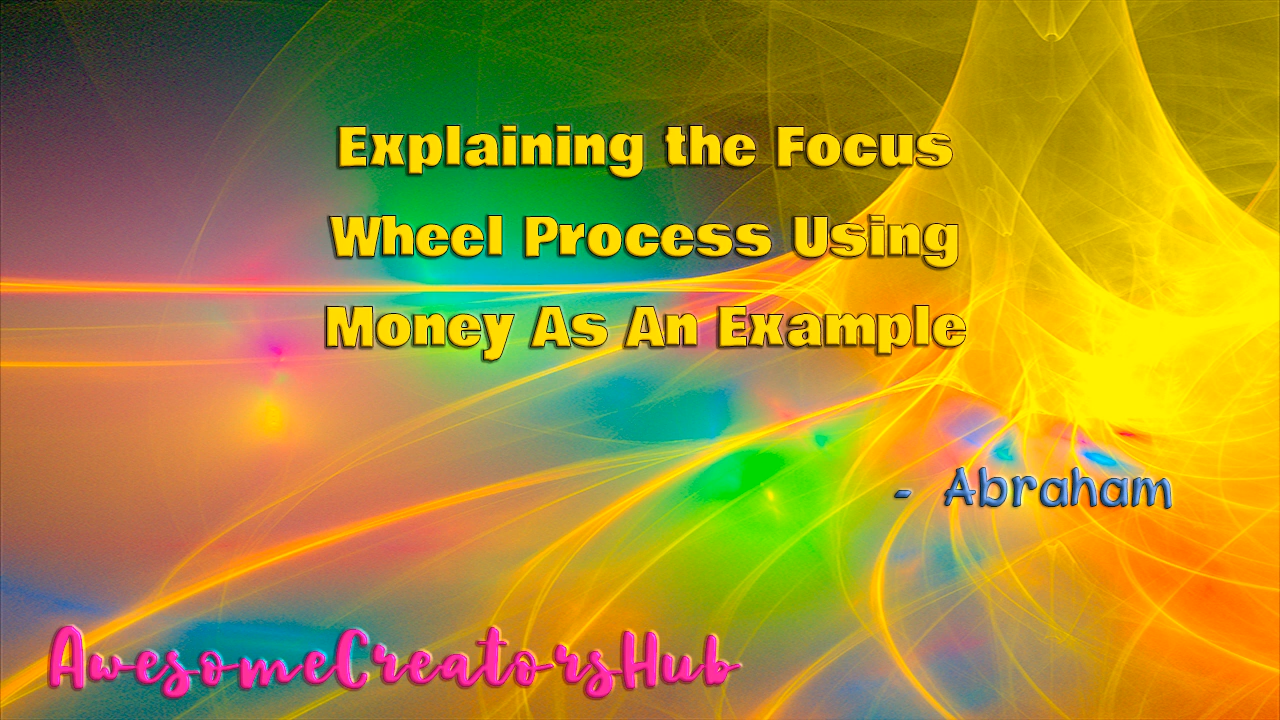 Explaining the Focus
Wheel Process Using
Money As An Example
- Abraham
AwesomeCreatorsHub